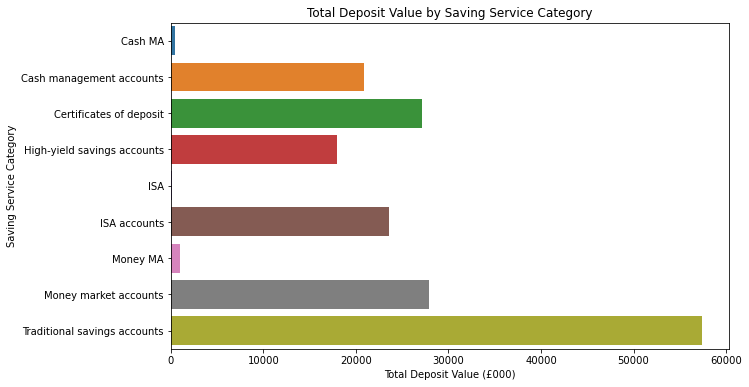 Total Deposit Value by Saving Service Category
Saving Service Category
Cash MA
Cash management accounts
Certificates of deposit
High-yield savings accounts
ISA
ISA accounts
Money MA
Money market accounts
Traditional savings accounts
0 10000 20000 30000 40000 50000 60000
Total Deposit Value (£000)